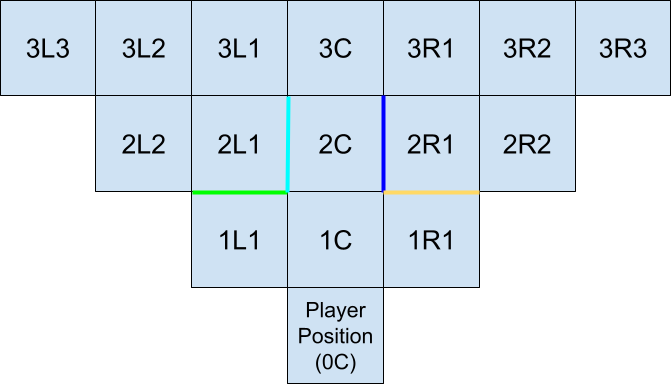 3L3 3L2 3L1 3C 3R1 3R2 3R3
2L2 2L1 2C 2R1 2R2
1L1 1C 1R1
Player
Position
(0C)